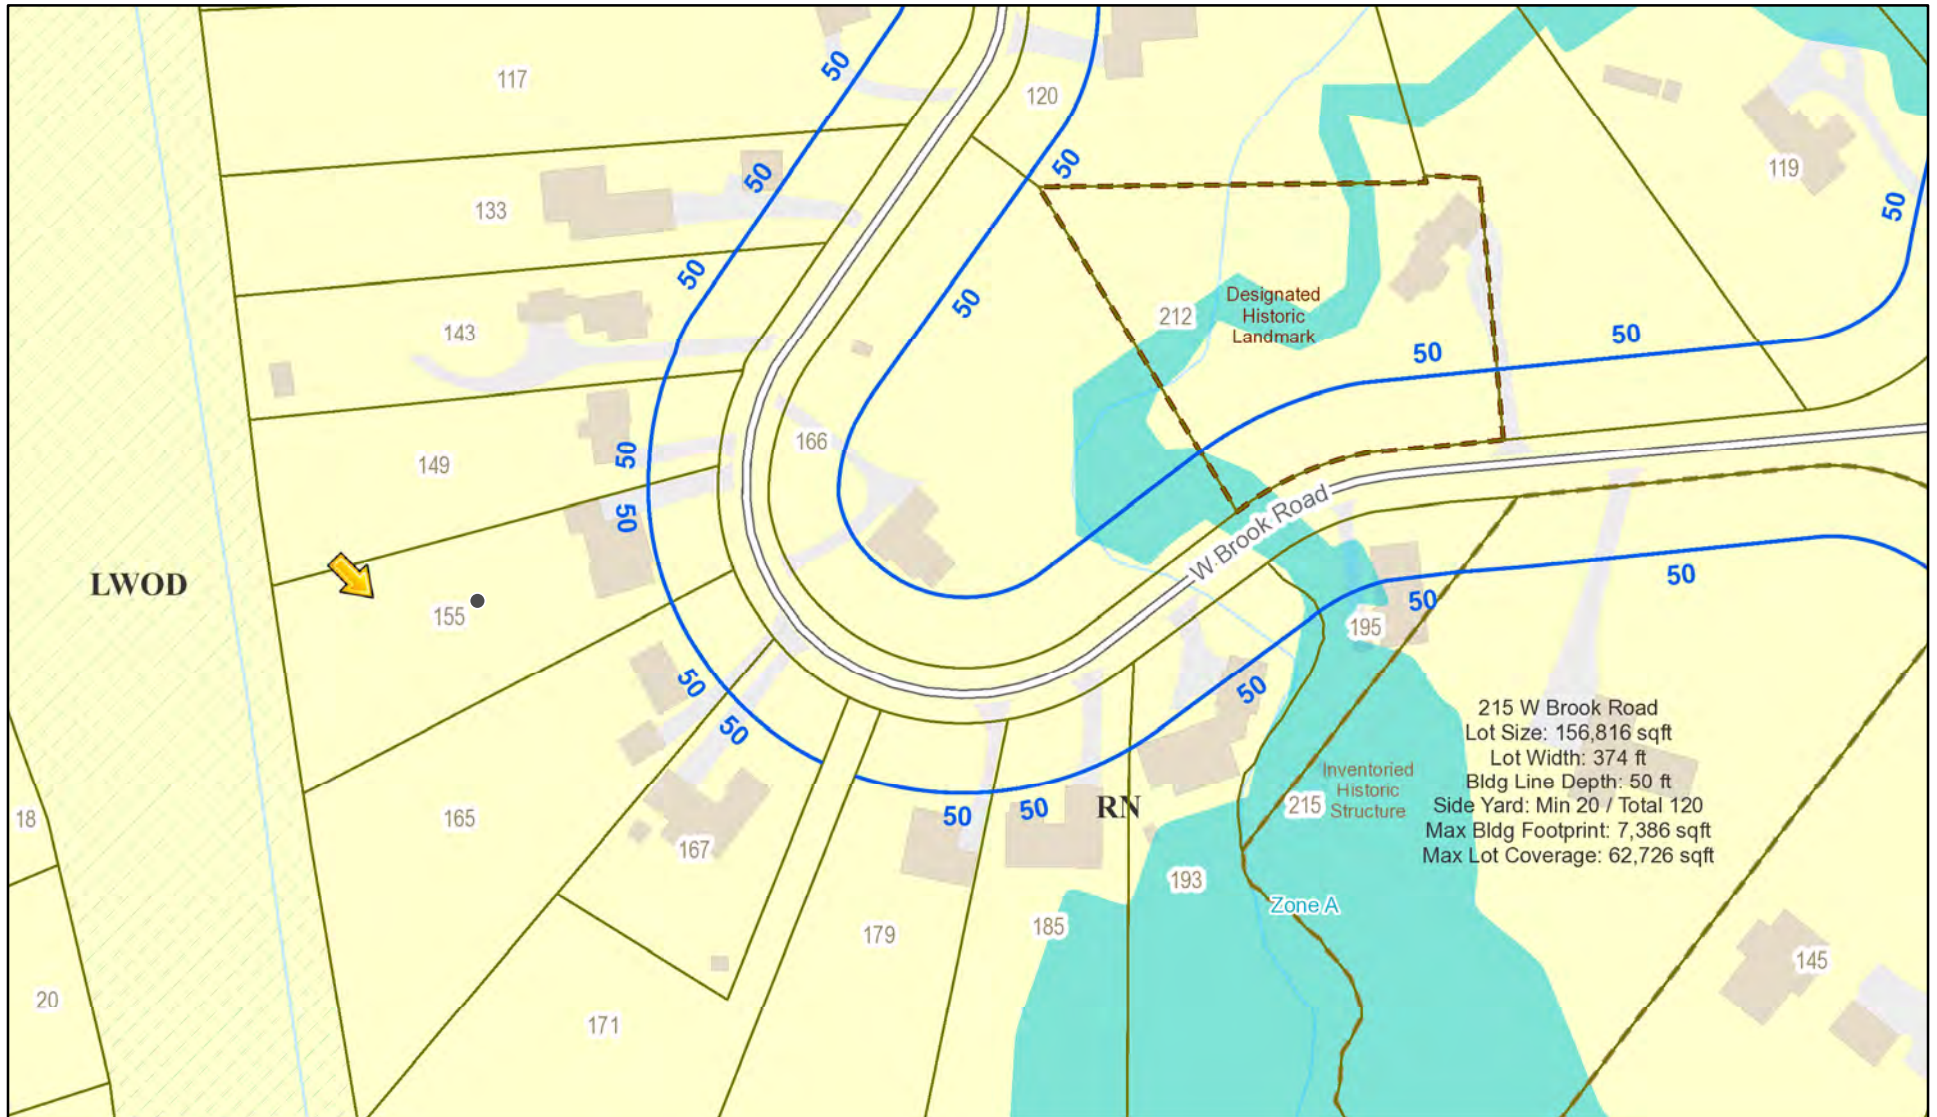 117
50
120
50
50
119
133
50
50
50
212
Designated
Historic
Landmark
143
50
50
50
166
149
50
50
W. Brook Road
LWOD
155
50
50
195
50
50
50
215 W Brook Road
Lot Size: 156,816 sqft
Lot Width: 374 ft
Bldg Line Depth: 50 ft
Side Yard: Min 20 / Total 120
Max Bldg Footprint: 7,386 sqft
Max Lot Coverage: 62,726 sqft
Inventoried
Historic
Structure
215
RN
50
50
18
165
167
193
Zone A
185
179
145
20
171